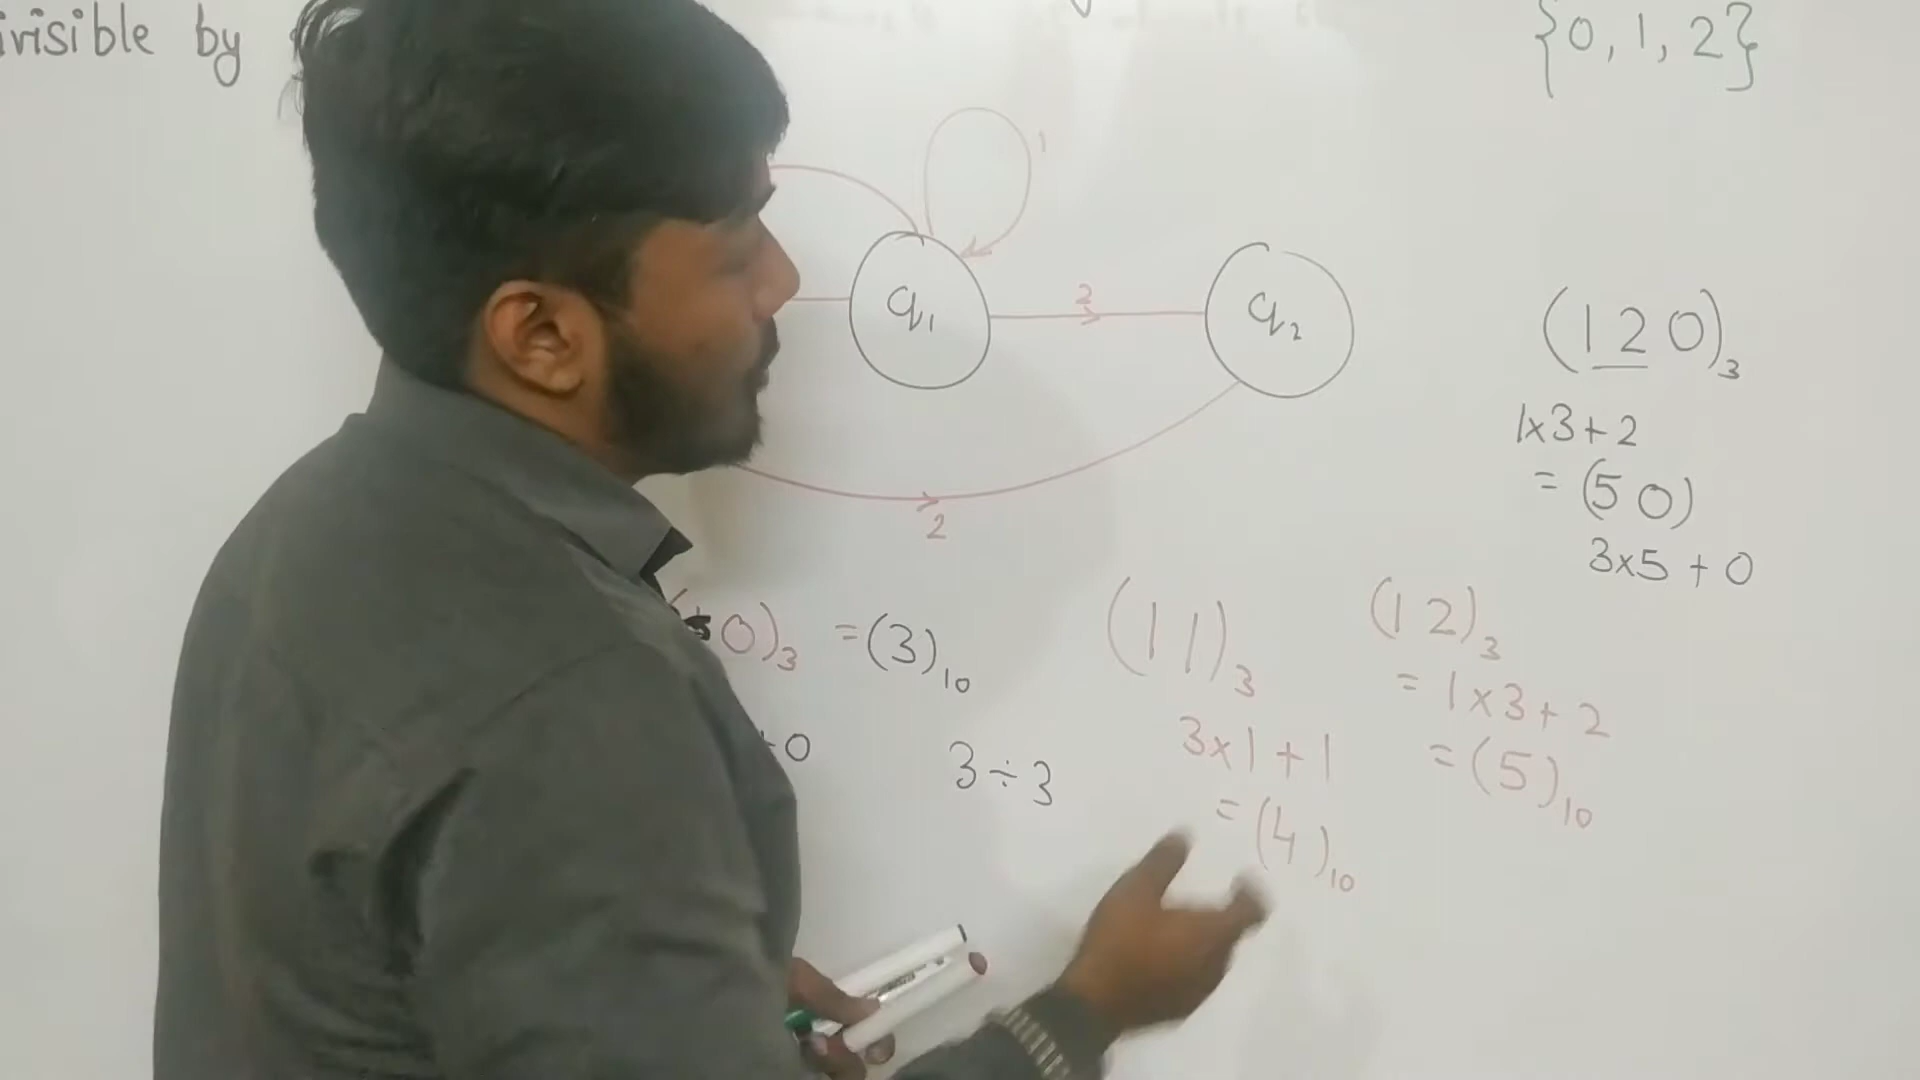 divisible by
{0, 1, 2}
1
q₁
2
q₂
2
(120)₃
1x3+2
= (50)
3x5+0
0)₃ =(3)₁₀
+0
3÷3
(11)₃
3x1+1
=(4)₁₀
(12)₃
= 1x3+2
=(5)₁₀